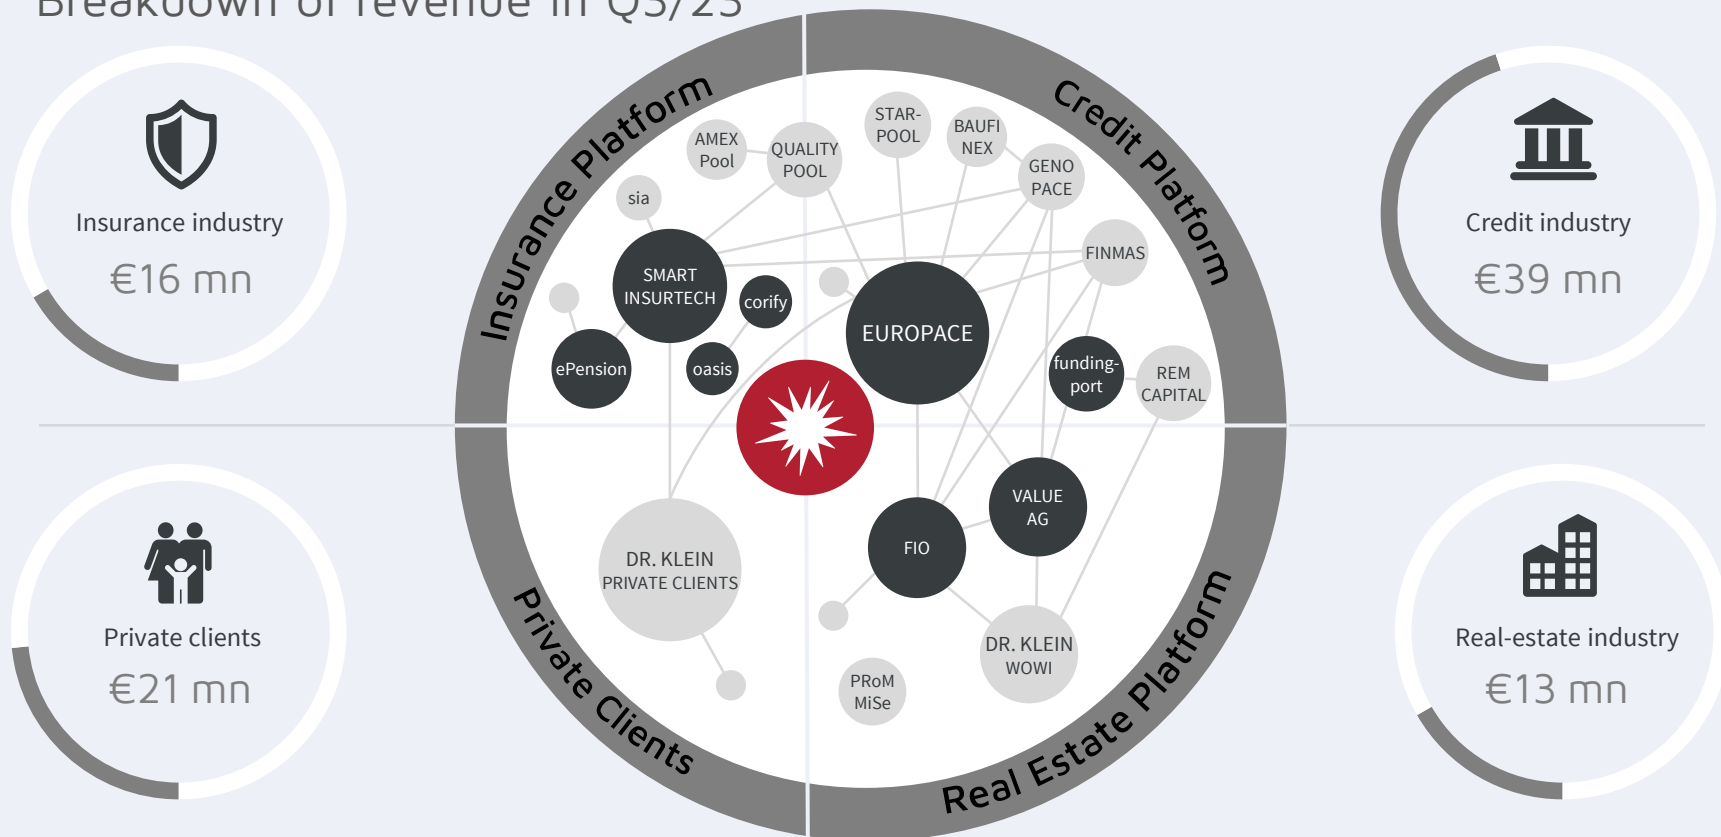 Breakdown of revenue in Q3/23
Insurance industry
€16 mn
Credit industry
€39 mn
Private clients
€21 mn
Real-estate industry
€13 mn
Insurance Platform
Credit Platform
Private Clients
Real Estate Platform
AMEX
Pool
QUALITY
POOL
STAR-
POOL
BAUFI
NEX
GENO
PACE
sia
FINMAS
SMART
INSURTECH
corify
EUROPACE
ePension
oasis
funding-
port
REM
CAPITAL
VALUE
AG
FIO
DR. KLEIN
PRIVATE CLIENTS
DR. KLEIN
WOWI
PRoM
MiSe